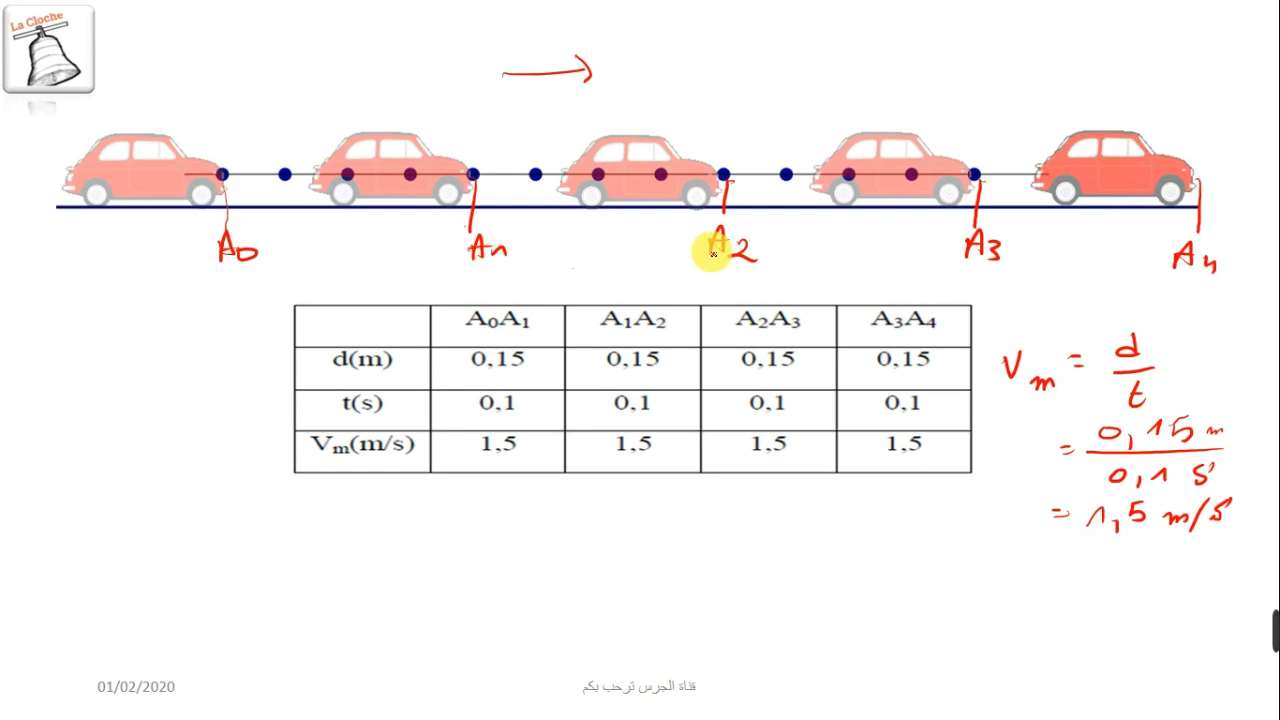 La Cloche
A0 A1 A2 A3 A4
A₀A₁ A₁A₂ A₂A₃ A₃A₄
d(m) 0,15 0,15 0,15 0,15
t(s) 0,1 0,1 0,1 0,1
Vₘ(m/s) 1,5 1,5 1,5 1,5
Vm = d/t
= 0,15 m / 0,1 s
= 1,5 m/s
01/02/2020
قناة الجرس ترحب بكم